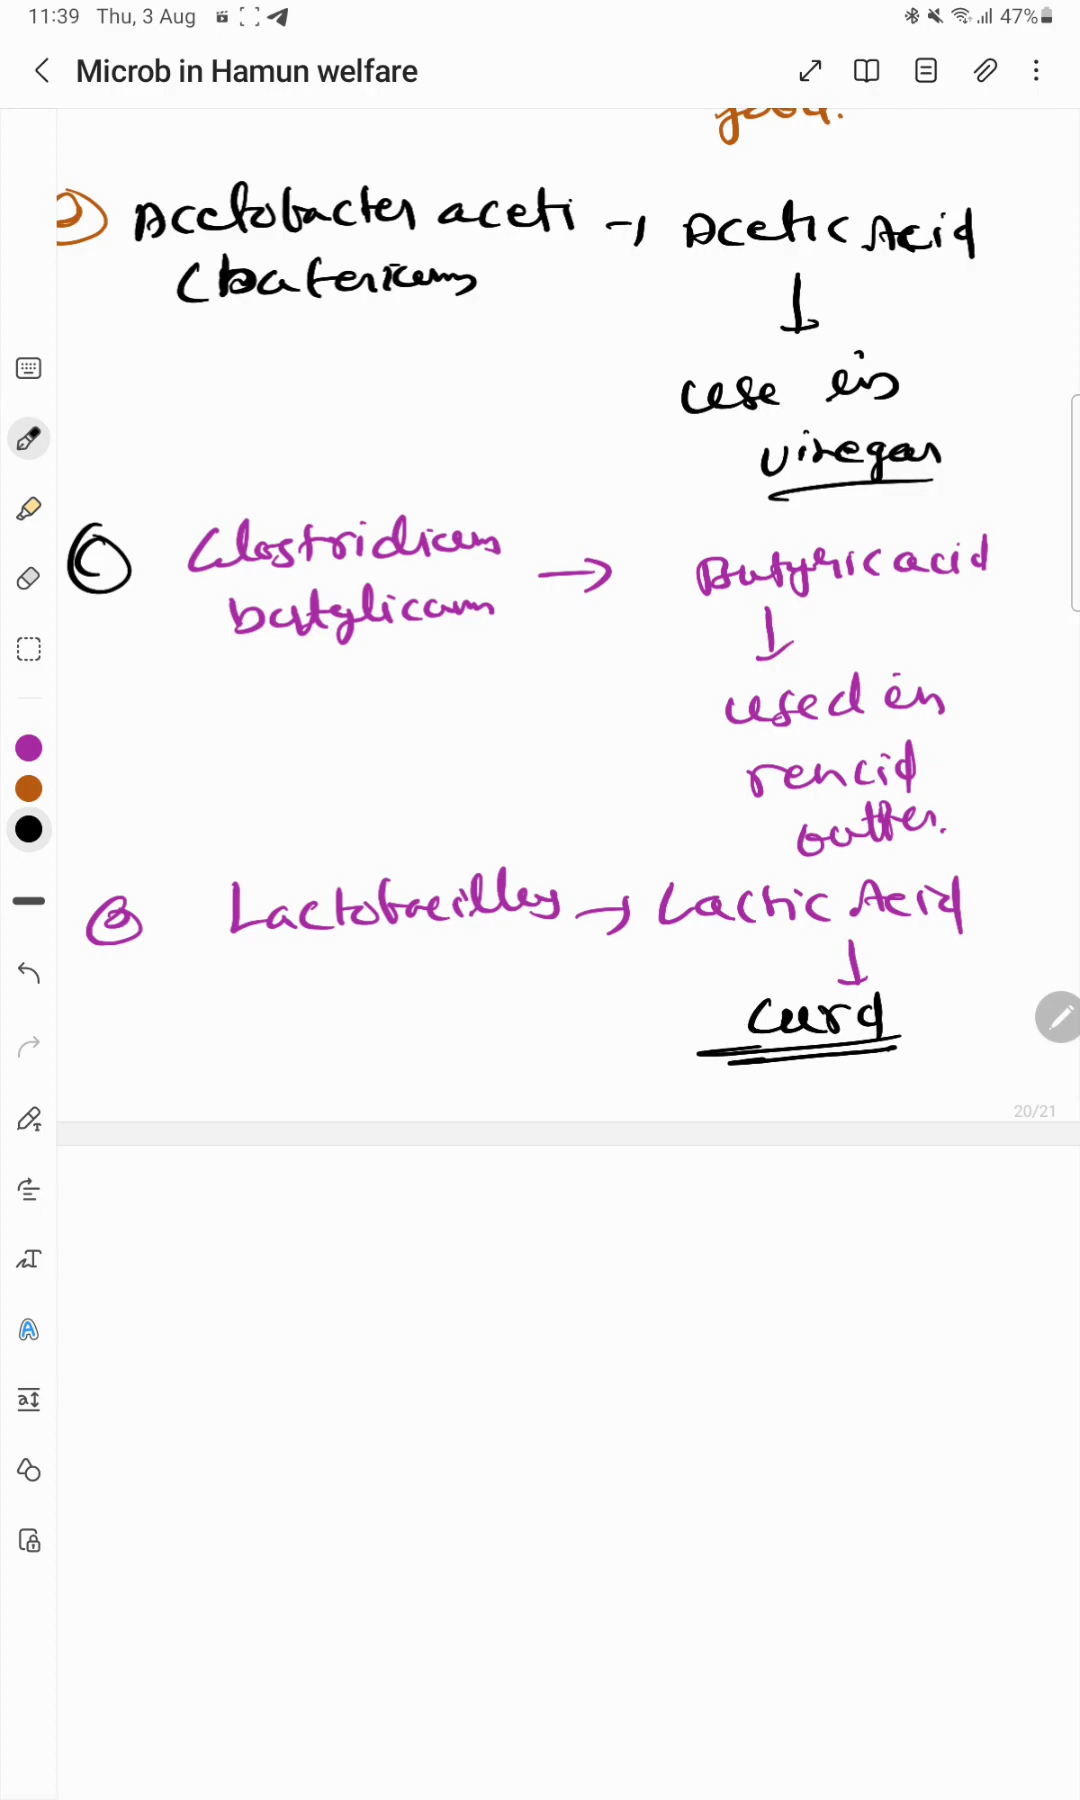 11:39 Thu, 3 Aug 47%
Microb in Hamun welfare
Acetobacter aceti → Acetic Acid
(bacterium
use in
vinegar
Clostridium → Butyric acid
butylicum
used in
rencid
butter.
Lactobacillus → Lactic Acid
Curd
20/21